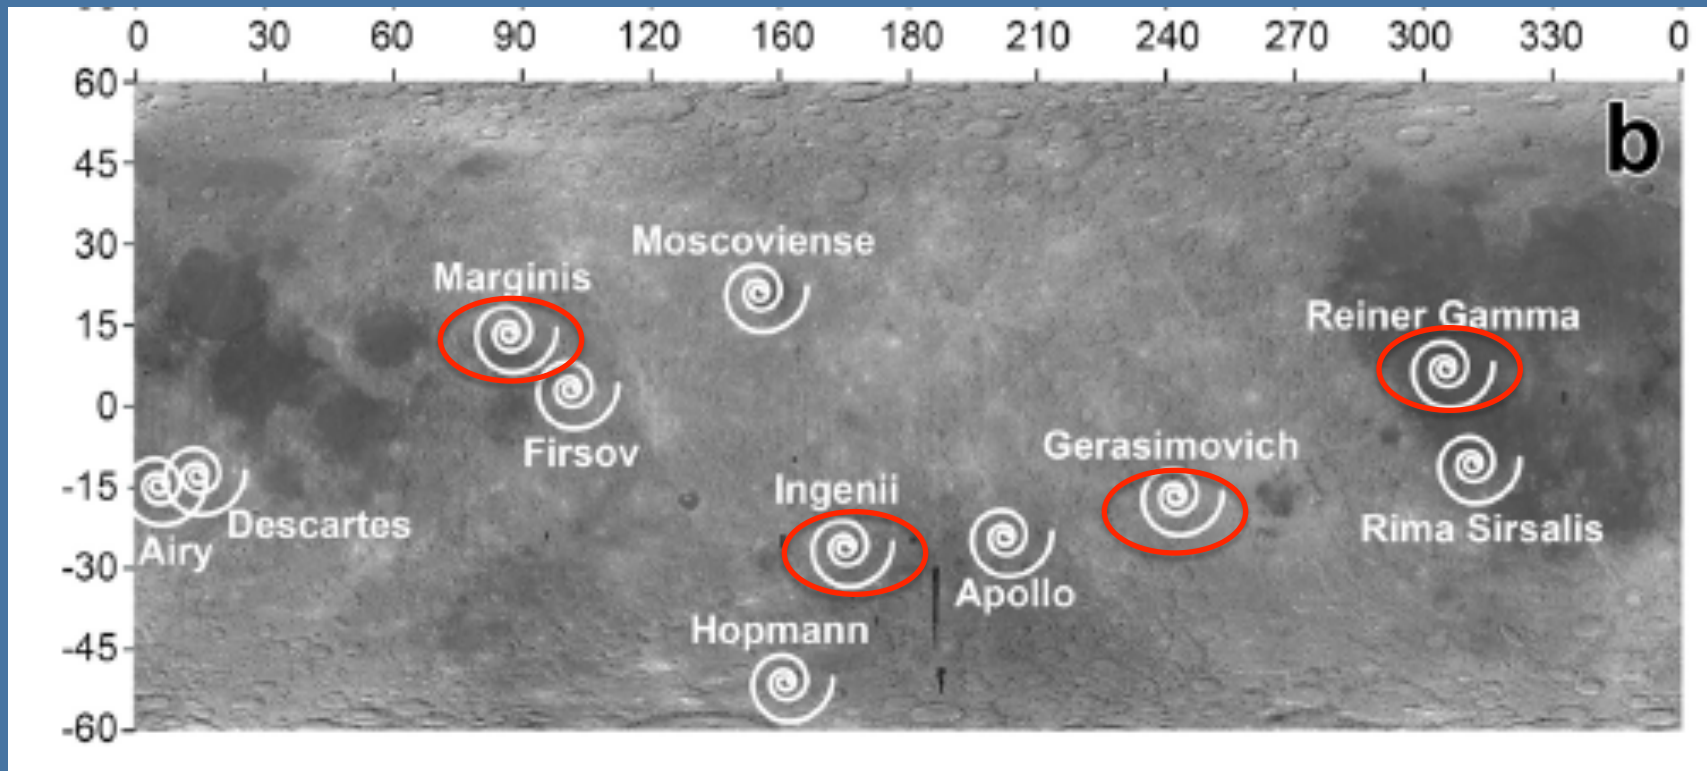 0 30 60 90 120 160 180 210 240 270 300 330 0
60
b
45
30
Moscoviense
Marginis
15
Reiner Gamma
0
Gerasimovich
Firsov
-15
Ingenii
Descartes
Rima Sirsalis
Airy
-30
Apollo
Hopmann
-45
-60